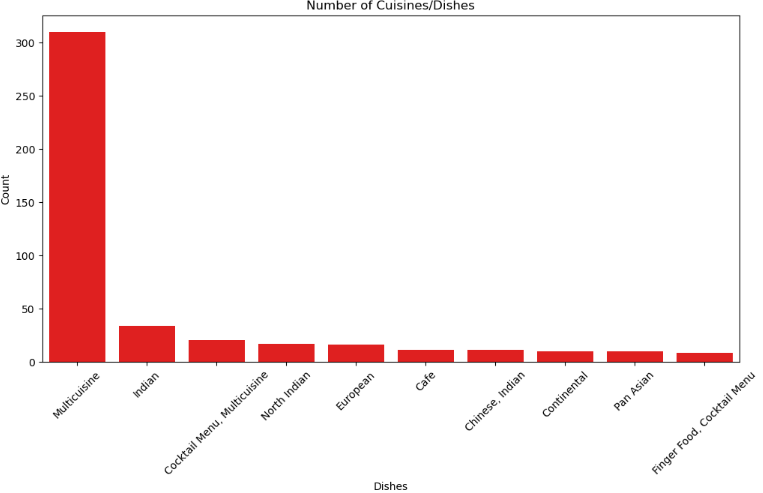 Number of Cuisines/Dishes
Count
300
250
200
150
100
50
0
Multicuisine
Indian
Cocktail Menu, Multicuisine
North Indian
European
Cafe
Chinese, Indian
Continental
Pan Asian
Finger Food, Cocktail Menu
Dishes